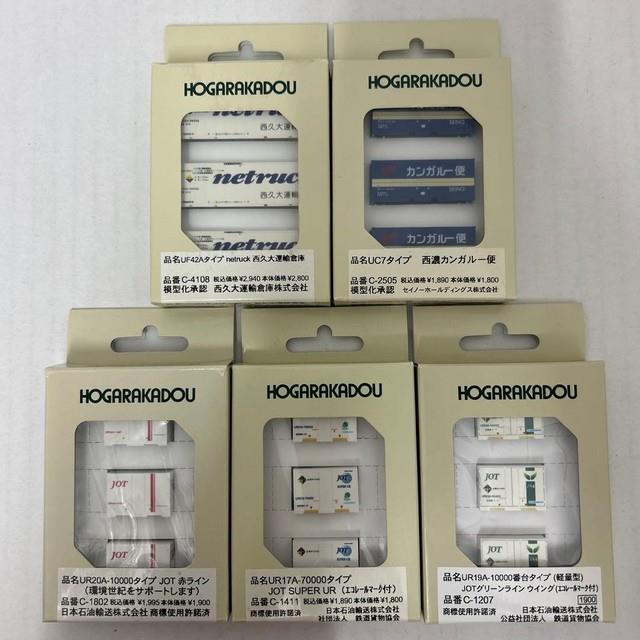 HOGARAKADOU
netruck
西久大運
netruck
西久大運輸
netruck
西久大運輸
品名UF42Aタイプ netruck 西久大運輸倉庫
品番C-4108 税込価格¥2,940 本体価格¥2,800
模型化承認 西久大運輸倉庫株式会社
HOGARAKADOU
SEINO
カンガルー便
SEINO
カンガルー便
品名UC7タイプ 西濃カンガルー便
品番C-2505 税込価格¥1,890 本体価格¥1,800
模型化承認 セイノーホールディングス株式会社
HOGARAKADOU
JOT
JOT
品名UR20A-10000タイプ JOT 赤ライン
(環境世紀をサポートします)
品番C-1802 税込価格¥1,995 本体価格¥1,900
商標使用許諾済 日本石油輸送株式会社
HOGARAKADOU
JOT
JOT
品名UR17A-70000タイプ
JOT SUPER UR (エコレールマーク付)
品番C-1411 税込価格¥1,890 本体価格¥1,800
商標使用許諾済 日本石油輸送株式会社
公益社団法人 鉄道貨物協会
HOGARAKADOU
JOT
JOT
品名UR19A-10000番台タイプ (軽量型)
JOTグリーンライン ウイング(エコレールマーク付)
品番C-1207 1900
商標使用許諾済 日本石油輸送株式会社
公益社団法人 鉄道貨物協会